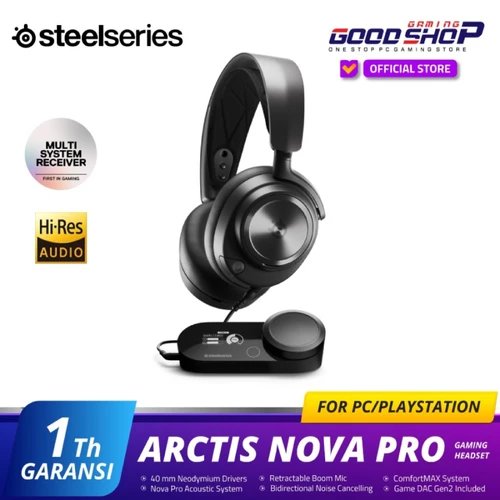 steelseries
GAMING
GOODSHOP
ONE STOP PC GAMING STORE
OFFICIAL STORE
MULTI
SYSTEM
RECEIVER
FIRST IN GAMING.
Hi-Res
AUDIO
FOR PC/PLAYSTATION
1Th
GARANSI
ARCTIS NOVA PRO
GAMING
HEADSET
• 40 mm Neodymium Drivers
• Nova Pro Acoustic System
• Retractable Boom Mic
• Bidirectional Noise Cancelling
• ComfortMAX System
• Game DAC Gen2 Included